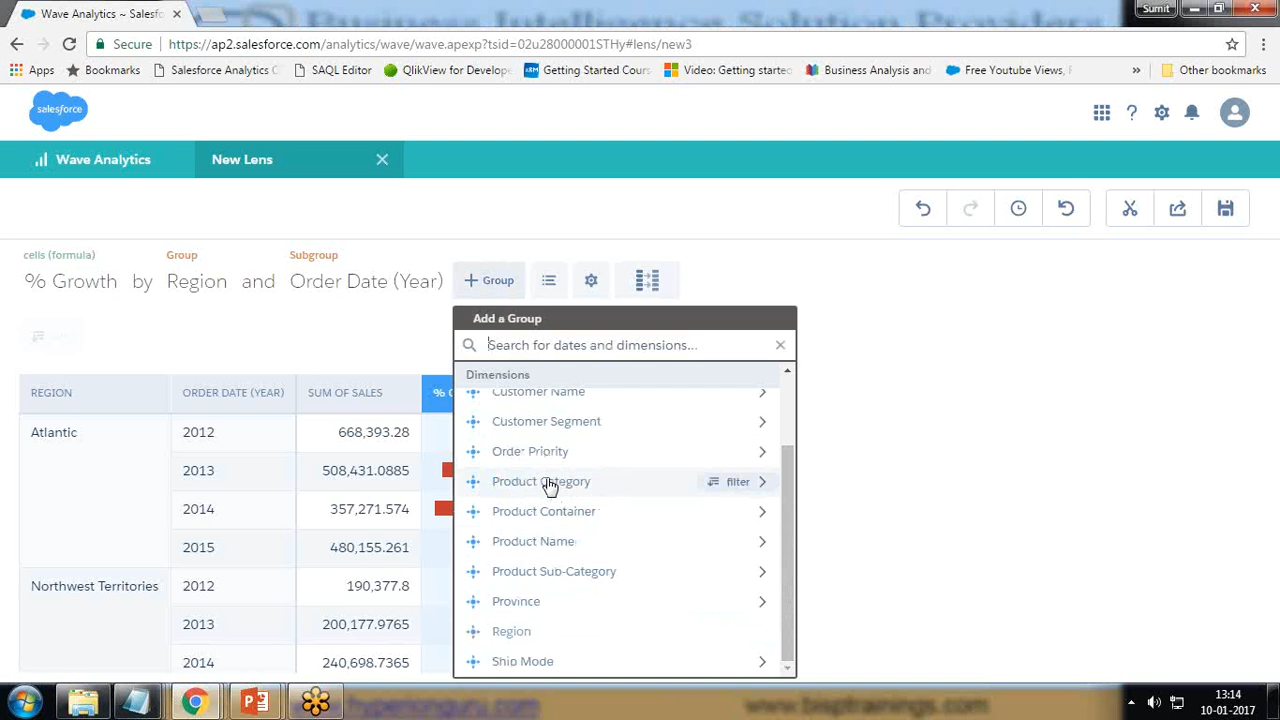 Wave Analytics ~ Salesfo
Sumit
Secure
https://ap2.salesforce.com/analytics/wave/wave.apexp?tsid=02u28000001STHy#lens/new3
Apps
Bookmarks
Salesforce Analytics C
SAQL Editor
QlikView for Develope
Getting Started Cours
Video: Getting starte
Business Analysis and
Free Youtube Views, F
»
Other bookmarks
salesforce
?
Wave Analytics
New Lens
cells (formula)
Group
Subgroup
% Growth by Region and Order Date (Year)
+ Group
Add a Group
Search for dates and dimensions...
Dimensions
Customer Name
Customer Segment
Order Priority
Product Category
filter
Product Container
Product Name
Product Sub-Category
Province
Region
Ship Mode
REGION ORDER DATE (YEAR) SUM OF SALES
Atlantic 2012 668,393.28
2013 508,431.0885
2014 357,271.574
2015 480,155.261
Northwest Territories 2012 190,377.8
2013 200,177.9765
2014 240,698.7365
www.bisptrainings.com
13:14
10-01-2017